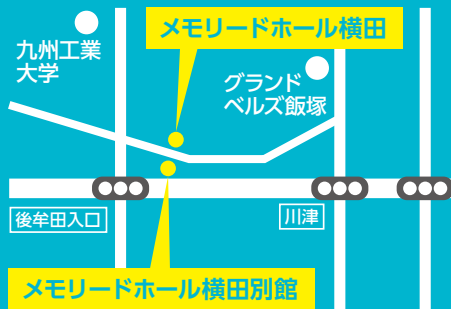 メモリードホール横田
九州工業
大学
グランド
ベルズ飯塚
後牟田入口
川津
メモリードホール横田別館